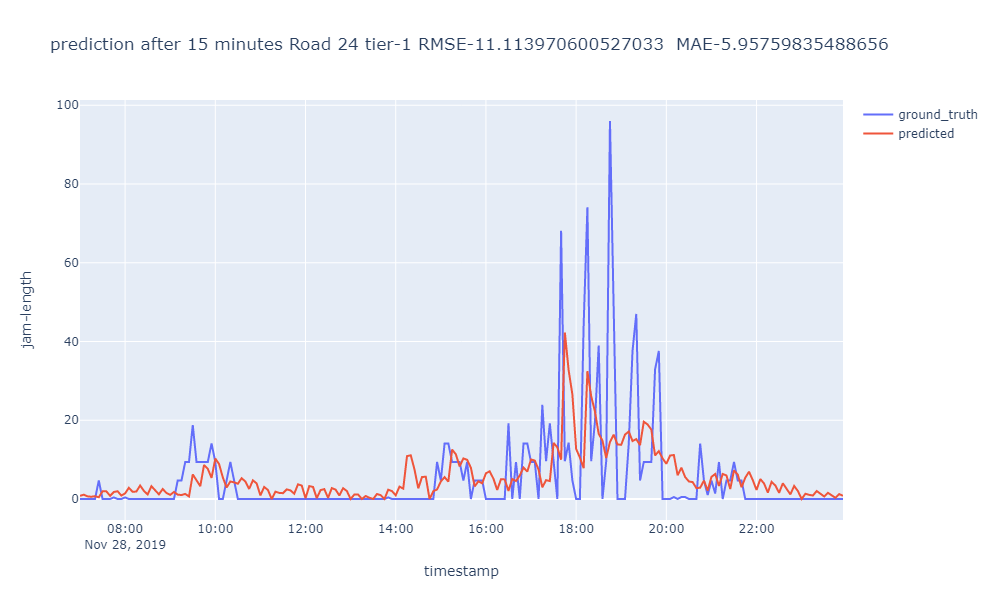 prediction after 15 minutes Road 24 tier-1 RMSE-11.113970600527033  MAE-5.95759835488656
ground_truth
predicted
100
80
60
40
20
0
jam-length
08:00 10:00 12:00 14:00 16:00 18:00 20:00 22:00
Nov 28, 2019
timestamp